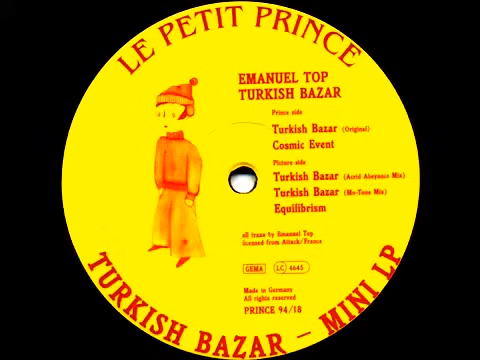 LE PETIT PRINCE
EMANUEL TOP
TURKISH BAZAR
Prince side
Turkish Bazar (Original)
Cosmic Event
Picture side
Turkish Bazar (Acrid Abeyance Mix)
Turkish Bazar (Mo-Tone Mix)
Equilibrism
all trax by Emanuel Top
licensed from Attack/France
GEMA LC 4645
Made in Germany
All rights reserved
PRINCE 94/18
TURKISH BAZAR – MINI LP